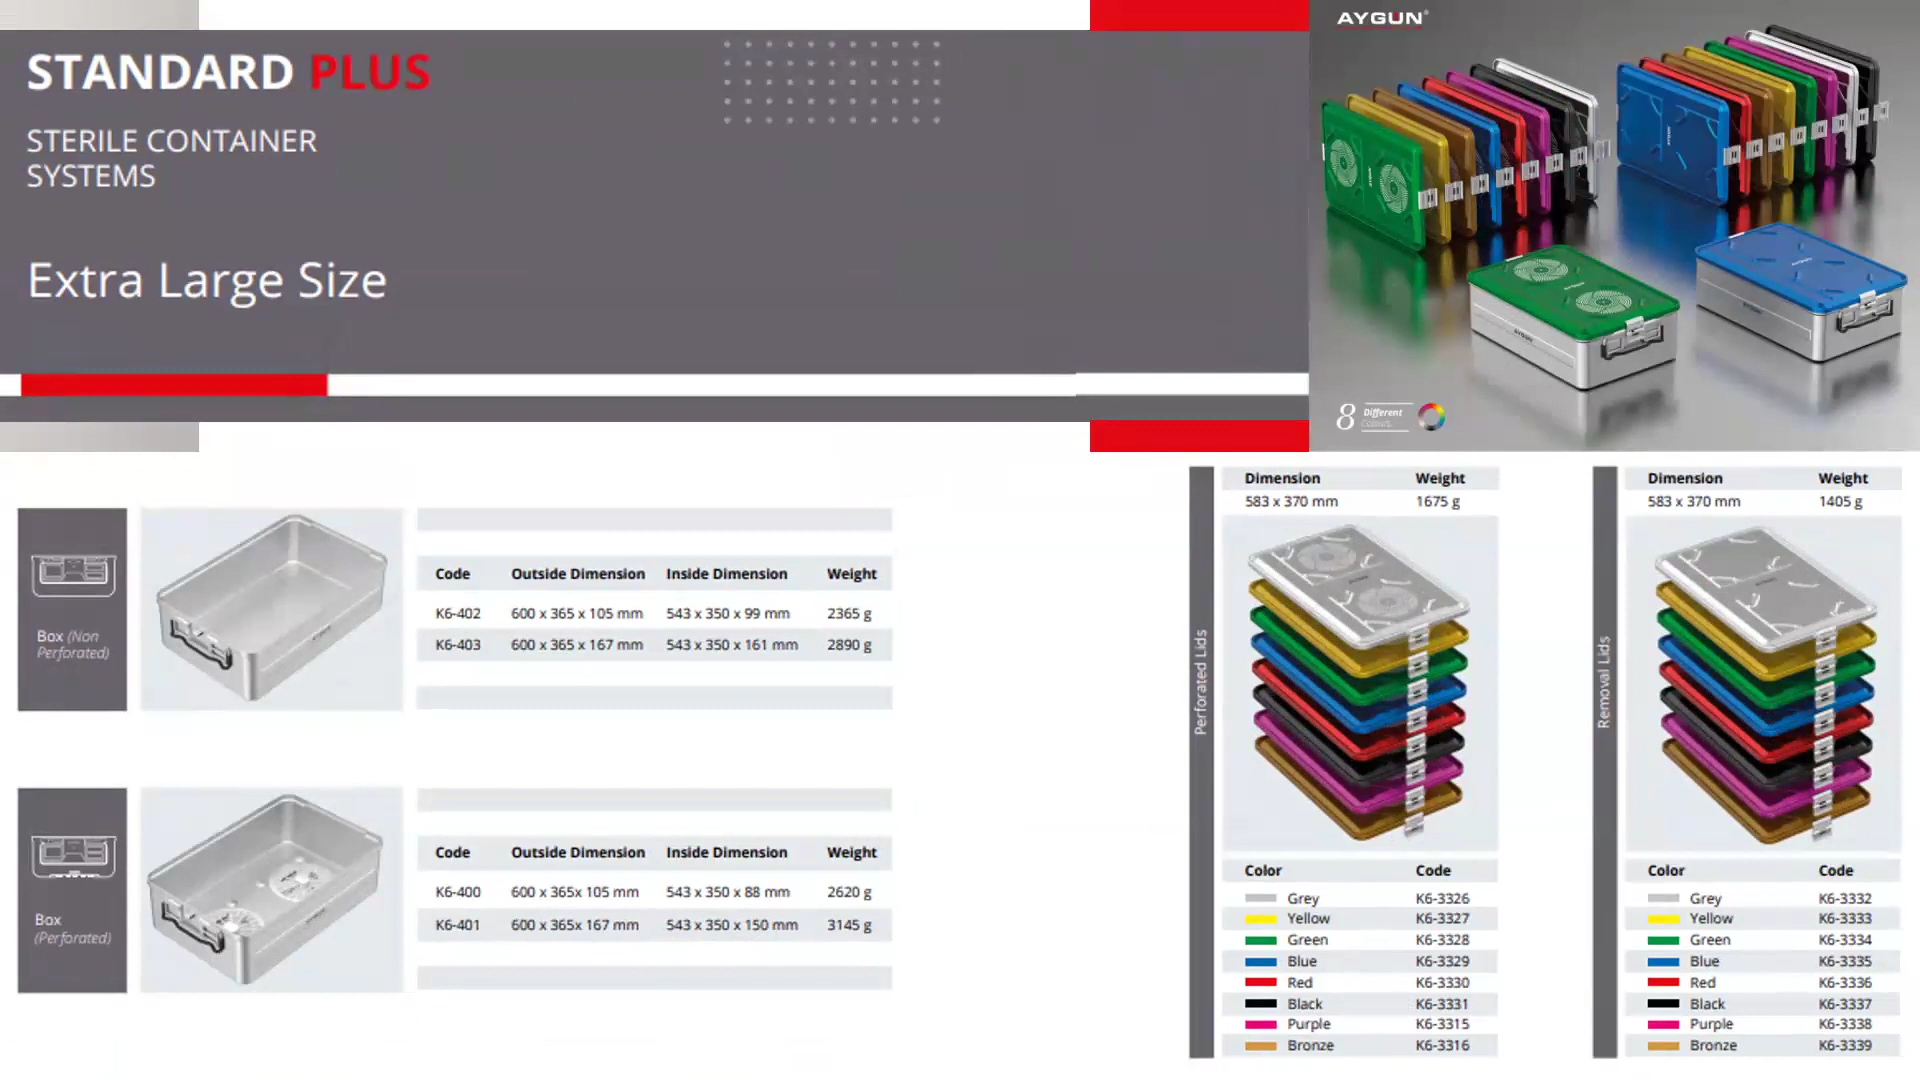 AYGUN®
STANDARD PLUS
STERILE CONTAINER
SYSTEMS
Extra Large Size
8 Different
Colours
Box (Non
Perforated)
Code Outside Dimension Inside Dimension Weight
K6-402 600 x 365 x 105 mm 543 x 350 x 99 mm 2365 g
K6-403 600 x 365 x 167 mm 543 x 350 x 161 mm 2890 g
Box
(Perforated)
Code Outside Dimension Inside Dimension Weight
K6-400 600 x 365x 105 mm 543 x 350 x 88 mm 2620 g
K6-401 600 x 365x 167 mm 543 x 350 x 150 mm 3145 g
Perforated Lids
Dimension Weight
583 x 370 mm 1675 g
Color Code
Grey K6-3326
Yellow K6-3327
Green K6-3328
Blue K6-3329
Red K6-3330
Black K6-3331
Purple K6-3315
Bronze K6-3316
Removal Lids
Dimension Weight
583 x 370 mm 1405 g
Color Code
Grey K6-3332
Yellow K6-3333
Green K6-3334
Blue K6-3335
Red K6-3336
Black K6-3337
Purple K6-3338
Bronze K6-3339